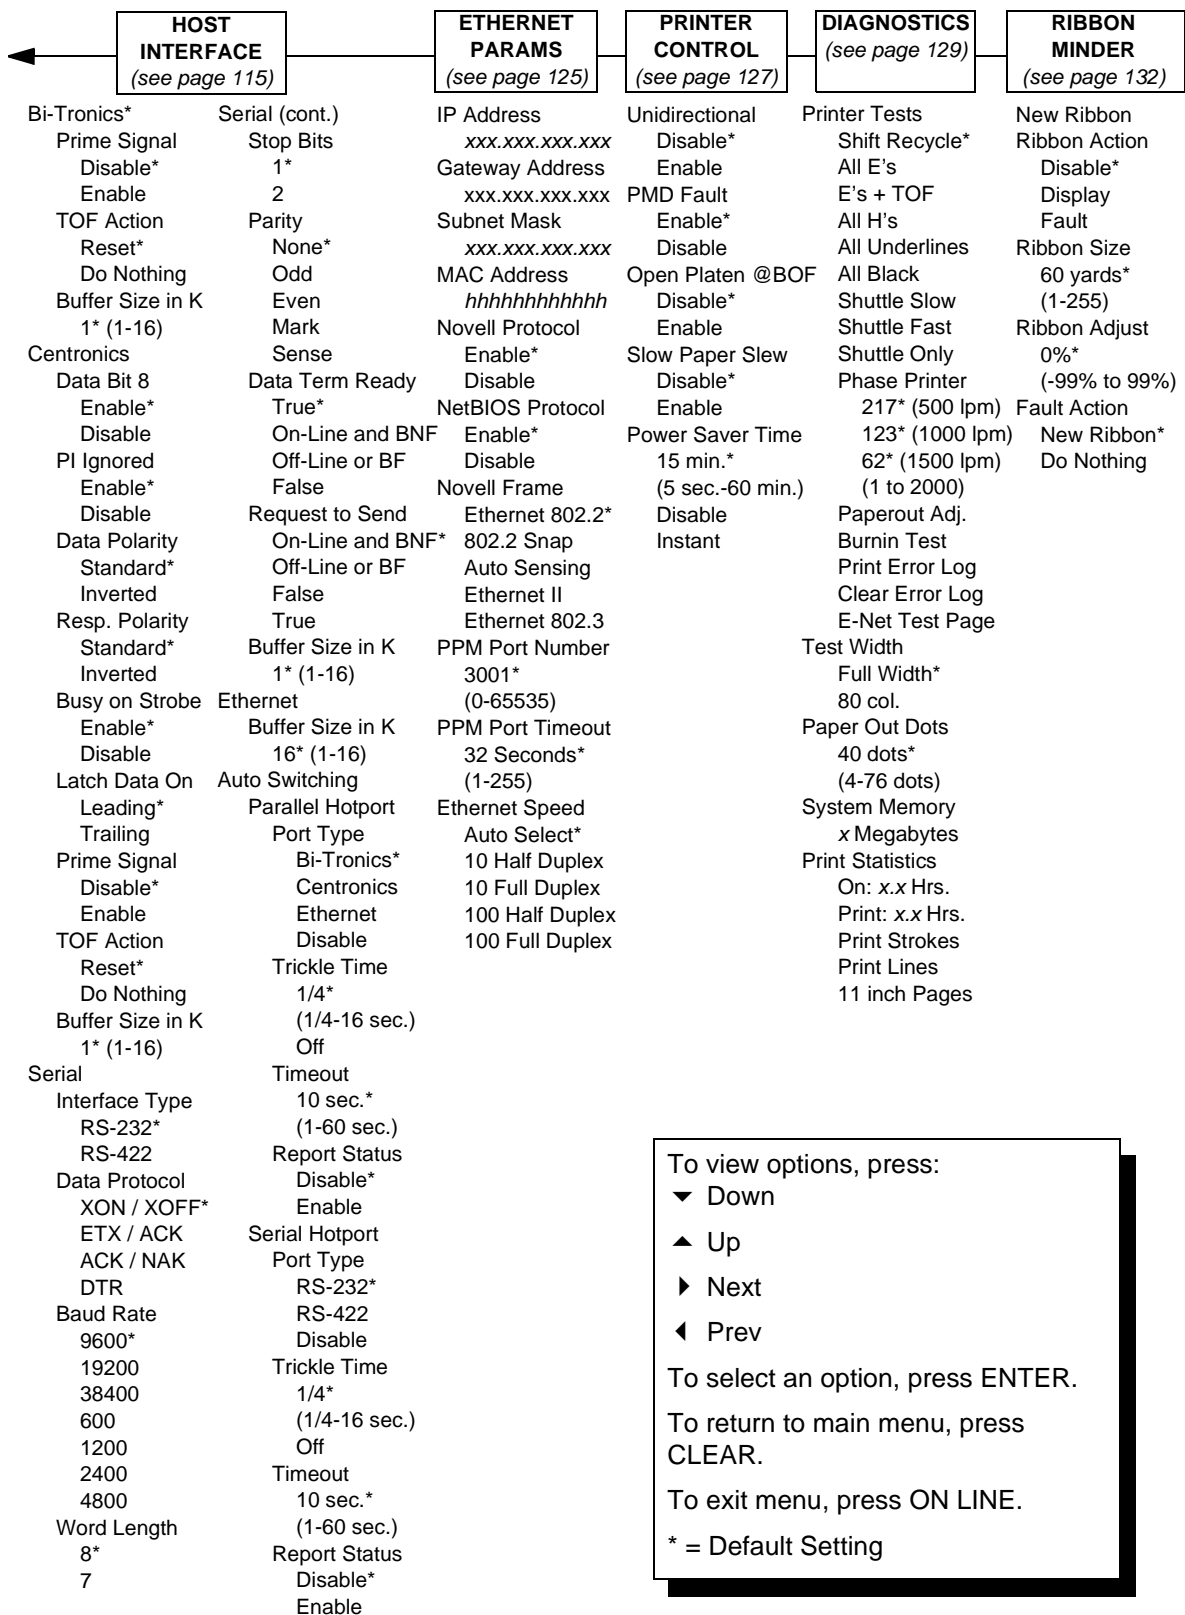 HOST
INTERFACE
(see page 115)
Bi-Tronics*
Prime Signal
Disable*
Enable
TOF Action
Reset*
Do Nothing
Buffer Size in K
1* (1-16)
Centronics
Data Bit 8
Enable*
Disable
PI Ignored
Enable*
Disable
Data Polarity
Standard*
Inverted
Resp. Polarity
Standard*
Inverted
Busy on Strobe
Enable*
Disable
Latch Data On
Leading*
Trailing
Prime Signal
Disable*
Enable
TOF Action
Reset*
Do Nothing
Buffer Size in K
1* (1-16)
Serial
Interface Type
RS-232*
RS-422
Data Protocol
XON / XOFF*
ETX / ACK
ACK / NAK
DTR
Baud Rate
9600*
19200
38400
600
1200
2400
4800
Word Length
8*
7
Serial (cont.)
Stop Bits
1*
2
Parity
None*
Odd
Even
Mark
Sense
Data Term Ready
True*
On-Line and BNF
Off-Line or BF
False
Request to Send
On-Line and BNF*
Off-Line or BF
False
True
Buffer Size in K
1* (1-16)
Ethernet
Buffer Size in K
16* (1-16)
Auto Switching
Parallel Hotport
Port Type
Bi-Tronics*
Centronics
Ethernet
Disable
Trickle Time
1/4*
(1/4-16 sec.)
Off
Timeout
10 sec.*
(1-60 sec.)
Report Status
Disable*
Enable
Serial Hotport
Port Type
RS-232*
RS-422
Disable
Trickle Time
1/4*
(1/4-16 sec.)
Off
Timeout
10 sec.*
(1-60 sec.)
Report Status
Disable*
Enable
ETHERNET
PARAMS
(see page 125)
IP Address
xxx.xxx.xxx.xxx
Gateway Address
xxx.xxx.xxx.xxx
Subnet Mask
xxx.xxx.xxx.xxx
MAC Address
hhhhhhhhhhhh
Novell Protocol
Enable*
Disable
NetBIOS Protocol
Enable*
Disable
Novell Frame
Ethernet 802.2*
802.2 Snap
Auto Sensing
Ethernet II
Ethernet 802.3
PPM Port Number
3001*
(0-65535)
PPM Port Timeout
32 Seconds*
(1-255)
Ethernet Speed
Auto Select*
10 Half Duplex
10 Full Duplex
100 Half Duplex
100 Full Duplex
PRINTER
CONTROL
(see page 127)
Unidirectional
Disable*
Enable
PMD Fault
Enable*
Disable
Open Platen @BOF
Disable*
Enable
Slow Paper Slew
Disable*
Enable
Power Saver Time
15 min.*
(5 sec.-60 min.)
Disable
Instant
DIAGNOSTICS
(see page 129)
Printer Tests
Shift Recycle*
All E's
E's + TOF
All H's
All Underlines
All Black
Shuttle Slow
Shuttle Fast
Shuttle Only
Phase Printer
217* (500 lpm)
123* (1000 lpm)
62* (1500 lpm)
(1 to 2000)
Paperout Adj.
Burnin Test
Print Error Log
Clear Error Log
E-Net Test Page
Test Width
Full Width*
80 col.
Paper Out Dots
40 dots*
(4-76 dots)
System Memory
x Megabytes
Print Statistics
On: x.x Hrs.
Print: x.x Hrs.
Print Strokes
Print Lines
11 inch Pages
RIBBON
MINDER
(see page 132)
New Ribbon
Ribbon Action
Disable*
Display
Fault
Ribbon Size
60 yards*
(1-255)
Ribbon Adjust
0%*
(-99% to 99%)
Fault Action
New Ribbon*
Do Nothing
To view options, press:
Down
Up
Next
Prev
To select an option, press ENTER.
To return to main menu, press
CLEAR.
To exit menu, press ON LINE.
* = Default Setting